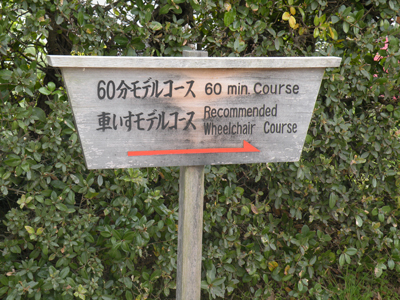 60分モデルコース 60 min. Course
車いすモデルコース Recommended
Wheelchair Course